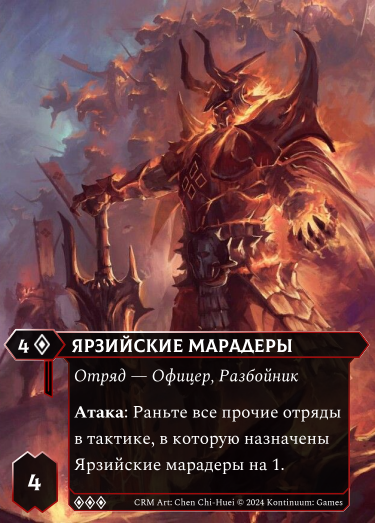 4 ЯРЗИЙСКИЕ МАРАДЕРЫ
Отряд — Офицер, Разбойник
Атака: Раньте все прочие отряды
в тактике, в которую назначены
Ярзийские марадеры на 1.
4
CRM Art: Chen Chi-Huei © 2024 Kontinuum: Games